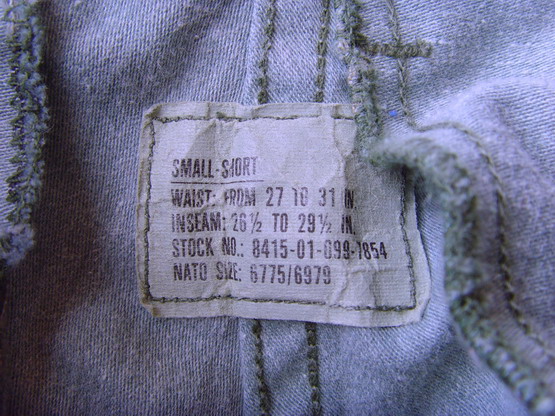 SMALL-SHORT
WAIST: FROM 27 TO 31 IN.
INSEAM: 26½ TO 29½ IN.
STOCK NO.: 8415-01-099-7854
NATO SIZE: 6775/6979